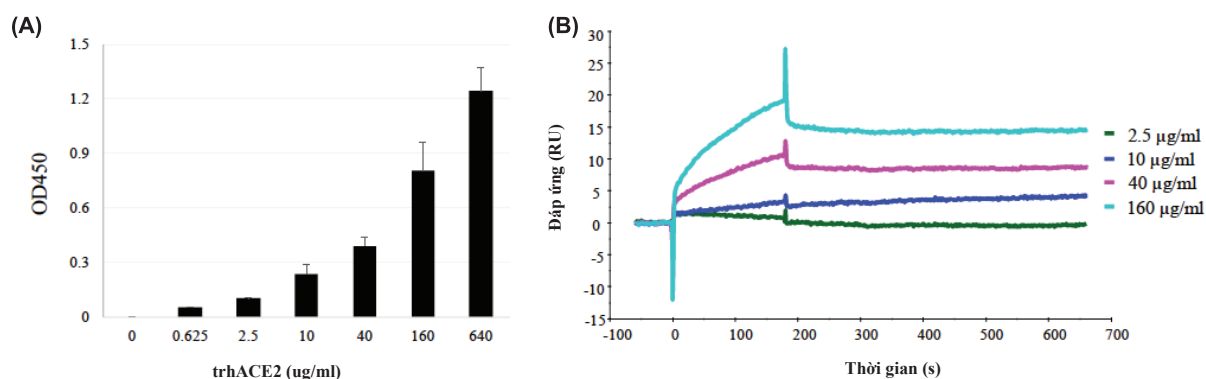 (A)
1.5
1.2
0.9
0.6
0.3
0
OD450
0 0.625 2.5 10 40 160 640
trhACE2 (ug/ml)
(B)
30
25
20
15
10
5
0
-5
-10
-15
Đáp ứng (RU)
-100 0 100 200 300 400 500 600 700
Thời gian (s)
2.5 µg/ml
10 µg/ml
40 µg/ml
160 µg/ml